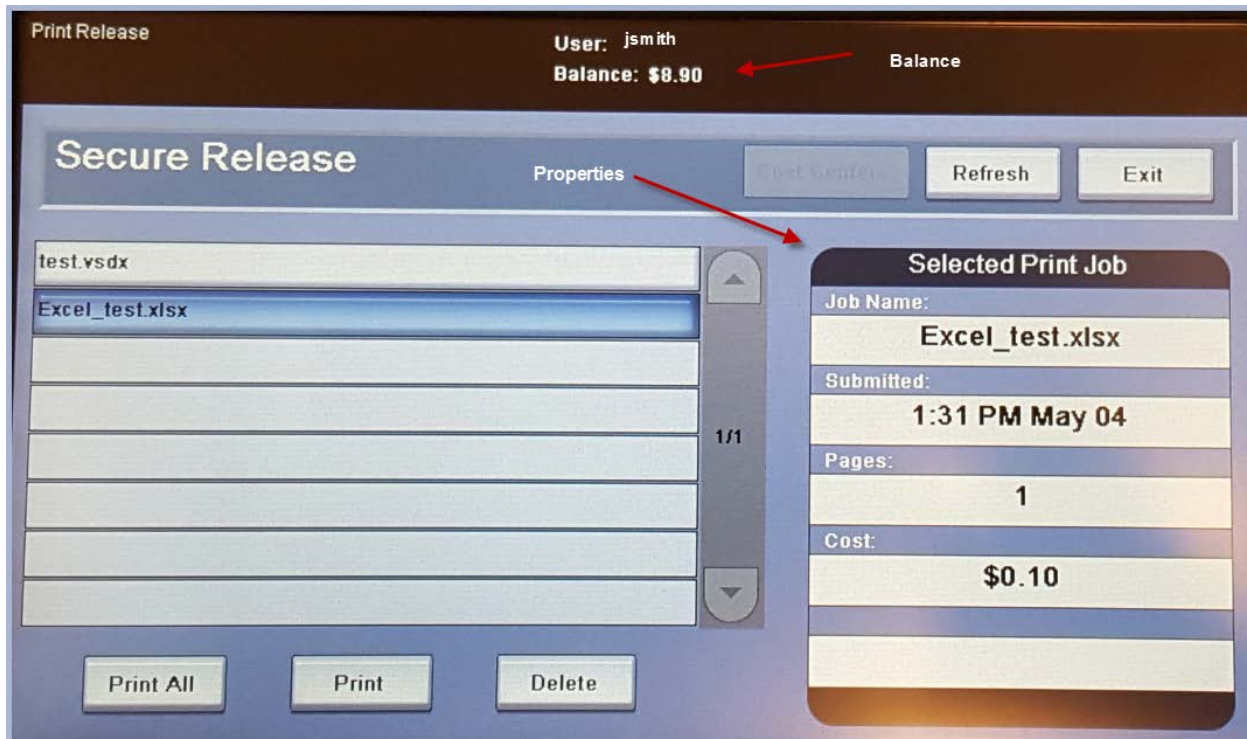 Print Release
User: jsmith
Balance: $8.90
Balance
Secure Release
Properties
Cost Centers
Refresh
Exit
test.vsdx
Excel_test.xlsx
1/1
Selected Print Job
Job Name:
Excel_test.xlsx
Submitted:
1:31 PM May 04
Pages:
1
Cost:
$0.10
Print All
Print
Delete